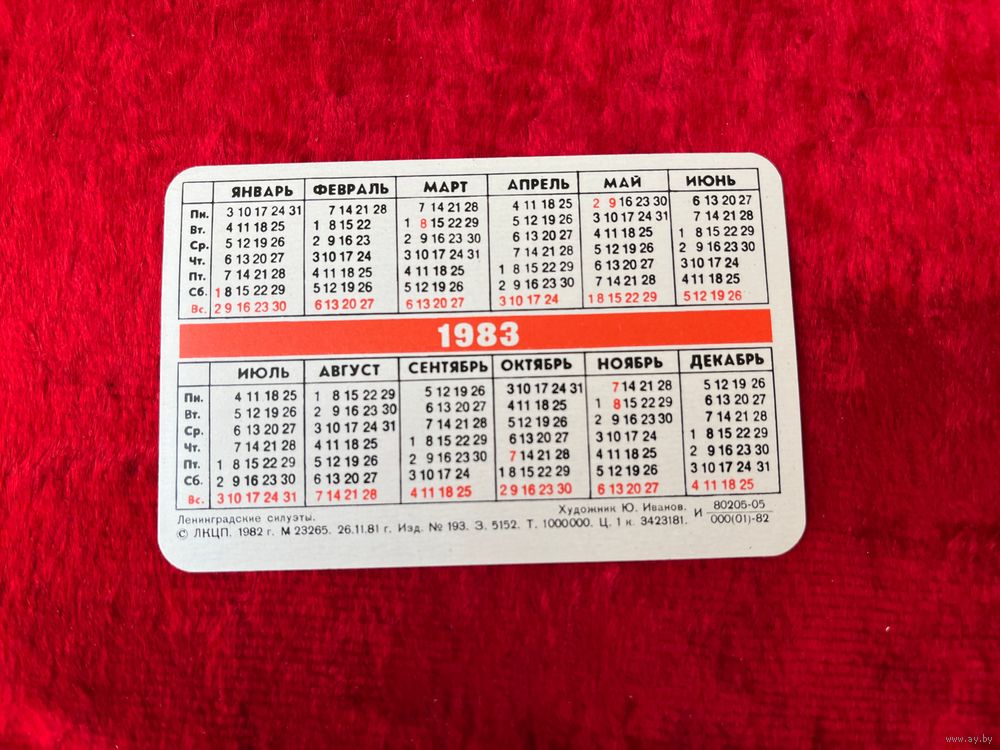 ЯНВАРЬ ФЕВРАЛЬ МАРТ АПРЕЛЬ МАЙ ИЮНЬ
Пн. 3 10 17 24 31 7 14 21 28 7 14 21 28 4 11 18 25 2 9 16 23 30 6 13 20 27
Вт. 4 11 18 25 1 8 15 22 1 8 15 22 29 5 12 19 26 3 10 17 24 31 7 14 21 28
Ср. 5 12 19 26 2 9 16 23 2 9 16 23 30 6 13 20 27 4 11 18 25 1 8 15 22 29
Чт. 6 13 20 27 3 10 17 24 3 10 17 24 31 7 14 21 28 5 12 19 26 2 9 16 23 30
Пт. 7 14 21 28 4 11 18 25 4 11 18 25 1 8 15 22 29 6 13 20 27 3 10 17 24
Сб. 1 8 15 22 29 5 12 19 26 5 12 19 26 2 9 16 23 30 7 14 21 28 4 11 18 25
Вс. 2 9 16 23 30 6 13 20 27 6 13 20 27 3 10 17 24 1 8 15 22 29 5 12 19 26
1983
ИЮЛЬ АВГУСТ СЕНТЯБРЬ ОКТЯБРЬ НОЯБРЬ ДЕКАБРЬ
Пн. 4 11 18 25 1 8 15 22 29 5 12 19 26 3 10 17 24 31 7 14 21 28 5 12 19 26
Вт. 5 12 19 26 2 9 16 23 30 6 13 20 27 4 11 18 25 1 8 15 22 29 6 13 20 27
Ср. 6 13 20 27 3 10 17 24 31 7 14 21 28 5 12 19 26 2 9 16 23 30 7 14 21 28
Чт. 7 14 21 28 4 11 18 25 1 8 15 22 29 6 13 20 27 3 10 17 24 1 8 15 22 29
Пт. 1 8 15 22 29 5 12 19 26 2 9 16 23 30 7 14 21 28 4 11 18 25 2 9 16 23 30
Сб. 2 9 16 23 30 6 13 20 27 3 10 17 24 1 8 15 22 29 5 12 19 26 3 10 17 24 31
Вс. 3 10 17 24 31 7 14 21 28 4 11 18 25 2 9 16 23 30 6 13 20 27 4 11 18 25
Ленинградские силуэты. Художник Ю. Иванов.
© ЛКЦП. 1982 г. М 23265. 26.11.81 г. Изд. № 193. З. 5152. Т. 1000000. Ц. 1 к. 3423181. И 80205-05
000(01)-82
www.ay.by